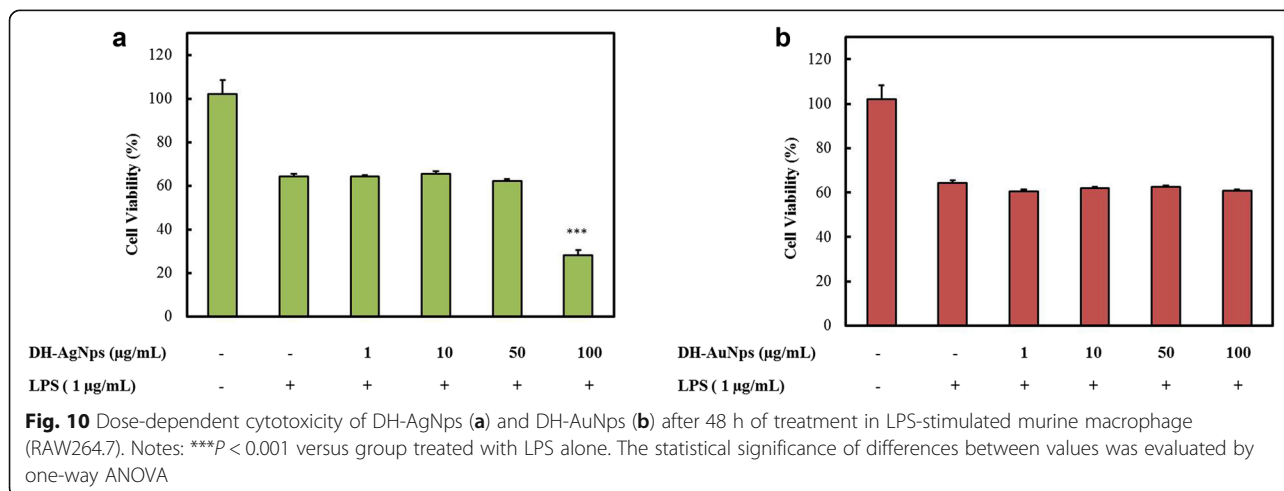 a
120
100
80
60
40
20
0
Cell Viability (%)
***
DH-AgNps (µg/mL) - - 1 10 50 100
LPS ( 1 µg/mL) - + + + + +
b
120
100
80
60
40
20
0
Cell Viability (%)
DH-AuNps (µg/mL) - - 1 10 50 100
LPS ( 1 µg/mL) - + + + + +
Fig. 10 Dose-dependent cytotoxicity of DH-AgNps (a) and DH-AuNps (b) after 48 h of treatment in LPS-stimulated murine macrophage
(RAW264.7). Notes: ***P < 0.001 versus group treated with LPS alone. The statistical significance of differences between values was evaluated by
one-way ANOVA